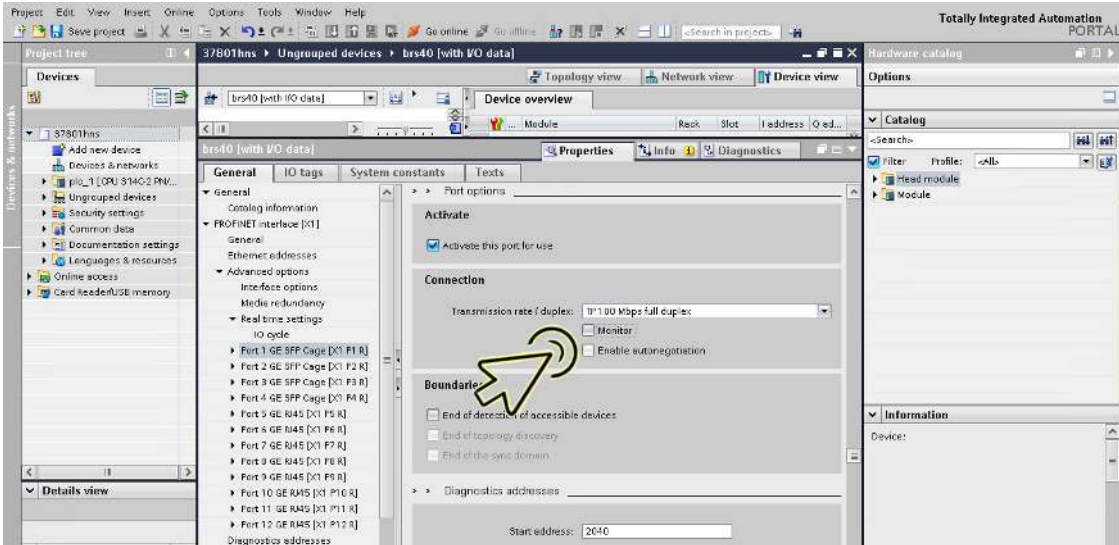 Project Edit View Insert Online Options Tools Window Help
Totally Integrated Automation
PORTAL
Save project
Go online
Go offline
<Search in project>
Project tree
37801hns ▸ Ungrouped devices ▸ brs40 [with I/O data]
Hardware catalog
Devices
Topology view
Network view
Device view
Options
brs40 [with I/O data]
Device overview
... Module Rack Slot I address Q ad...
Catalog
<Search>
Filter Profile: <All>
Head module
Module
Devices & networks
37801hns
Add new device
Devices & networks
plc_1 [CPU 314C-2 PN/...
Ungrouped devices
Security settings
Common data
Documentation settings
Languages & resources
Online access
Card Reader/USB memory
Details view
brs40 [with I/O data]
Properties
Info
Diagnostics
General
IO tags
System constants
Texts
General
Catalog information
PROFINET interface [X1]
General
Ethernet addresses
Advanced options
Interface options
Media redundancy
Real time settings
IO cycle
Port 1 GE SFP Cage [X1 P1 R]
Port 2 GE SFP Cage [X1 P2 R]
Port 3 GE SFP Cage [X1 P3 R]
Port 4 GE SFP Cage [X1 P4 R]
Port 5 GE RJ45 [X1 P5 R]
Port 6 GE RJ45 [X1 P6 R]
Port 7 GE RJ45 [X1 P7 R]
Port 8 GE RJ45 [X1 P8 R]
Port 9 GE RJ45 [X1 P9 R]
Port 10 GE RJ45 [X1 P10 R]
Port 11 GE RJ45 [X1 P11 R]
Port 12 GE RJ45 [X1 P12 R]
Diagnostics addresses
Port options
Activate
Activate this port for use
Connection
Transmission rate / duplex: TP 100 Mbps full duplex
Monitor
Enable autonegotiation
Boundaries
End of detection of accessible devices
End of topology discovery
End of the sync domain
Diagnostics addresses
Start address: 2040
Information
Device: